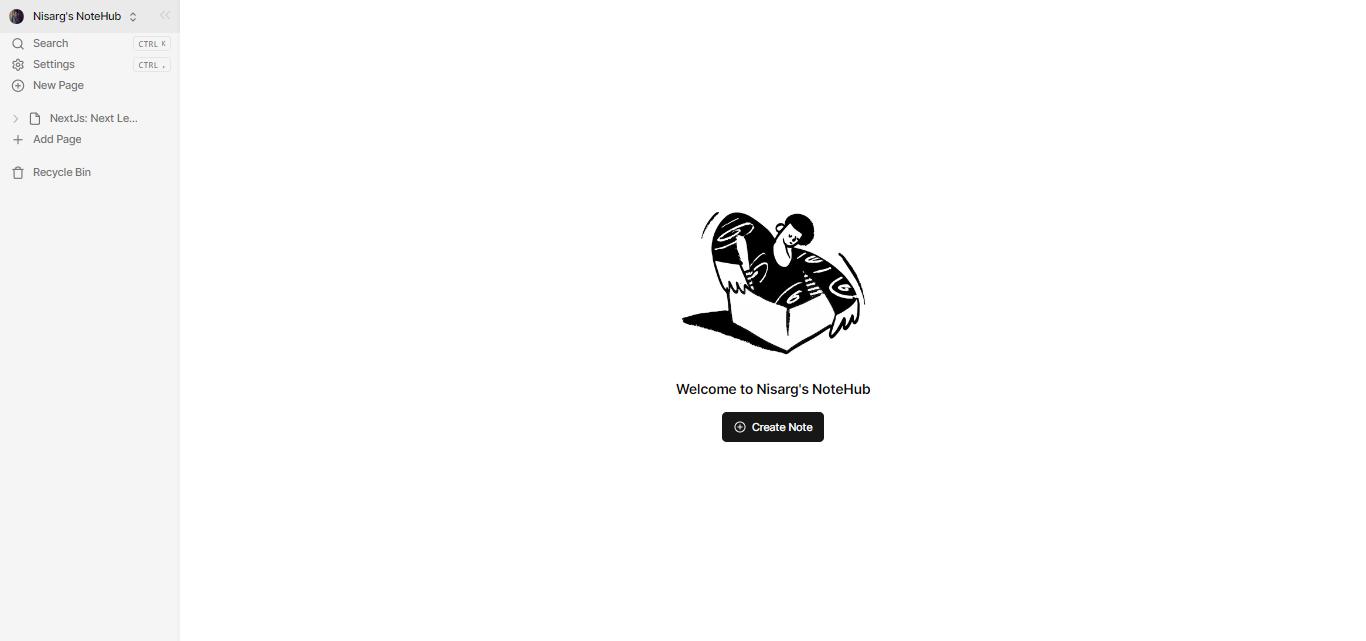 Nisarg's NoteHub
Search CTRL K
Settings CTRL ,
New Page
NextJs: Next Le...
Add Page
Recycle Bin
Welcome to Nisarg's NoteHub
Create Note